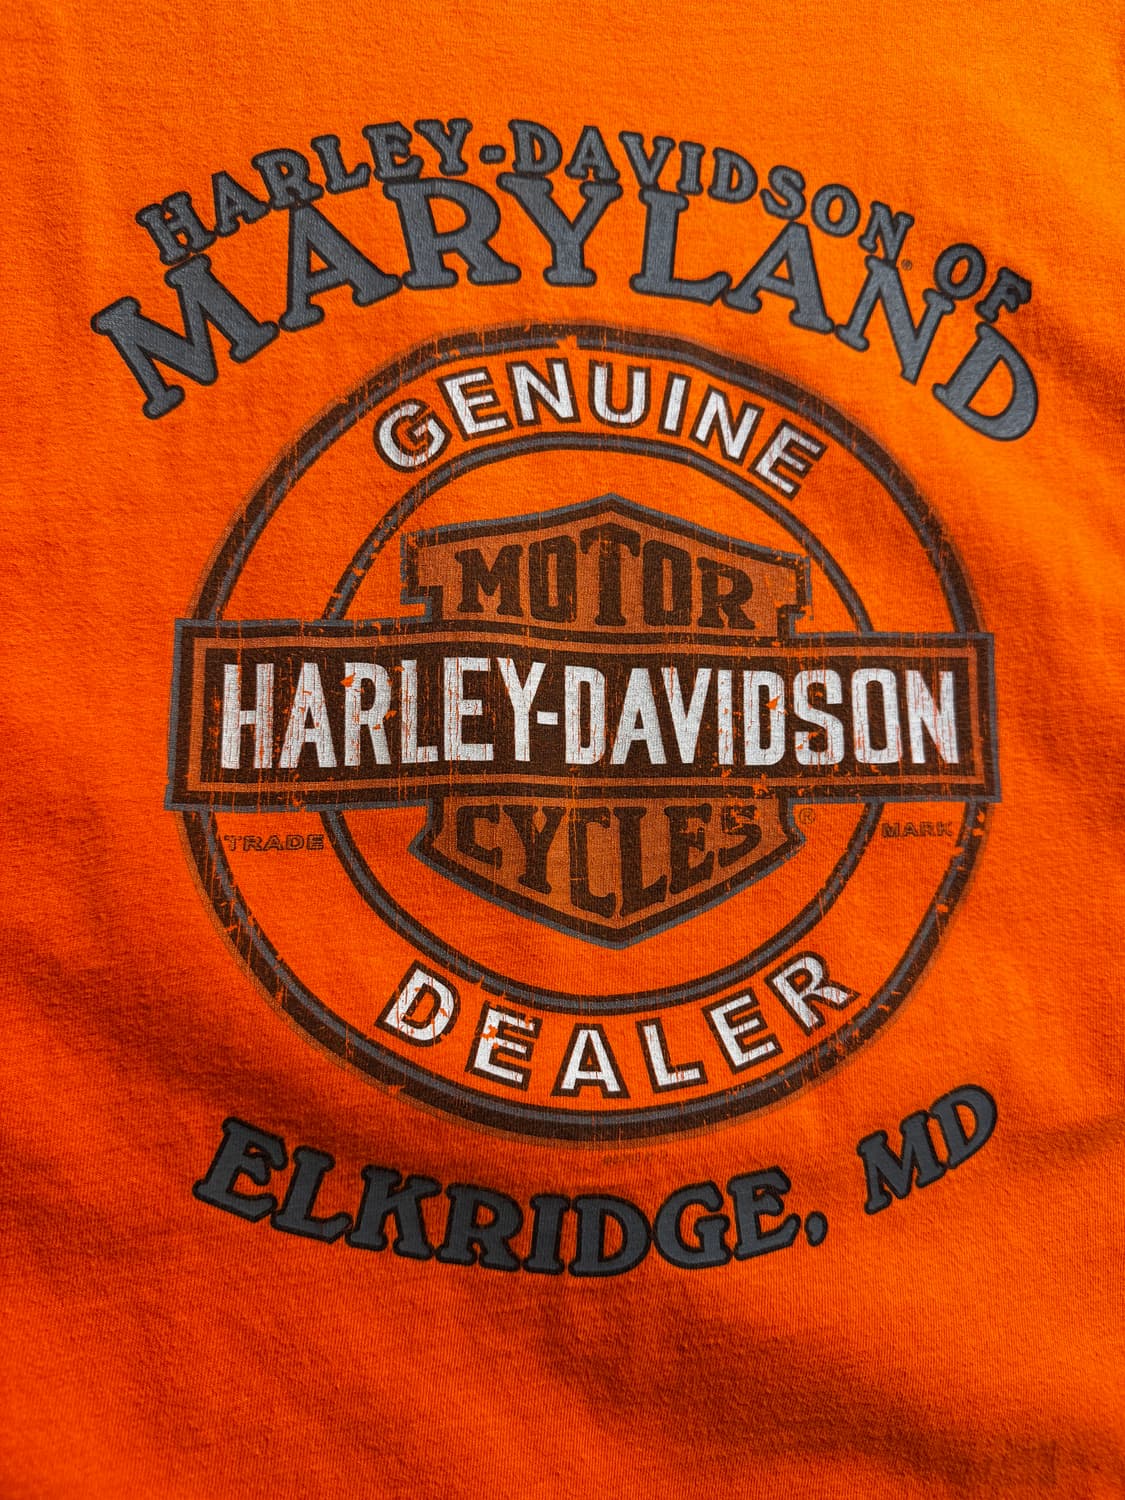 HARLEY-DAVIDSON® OF
MARYLAND
GENUINE
MOTOR
HARLEY-DAVIDSON
CYCLES ®
TRADE MARK
DEALER
ELKRIDGE, MD